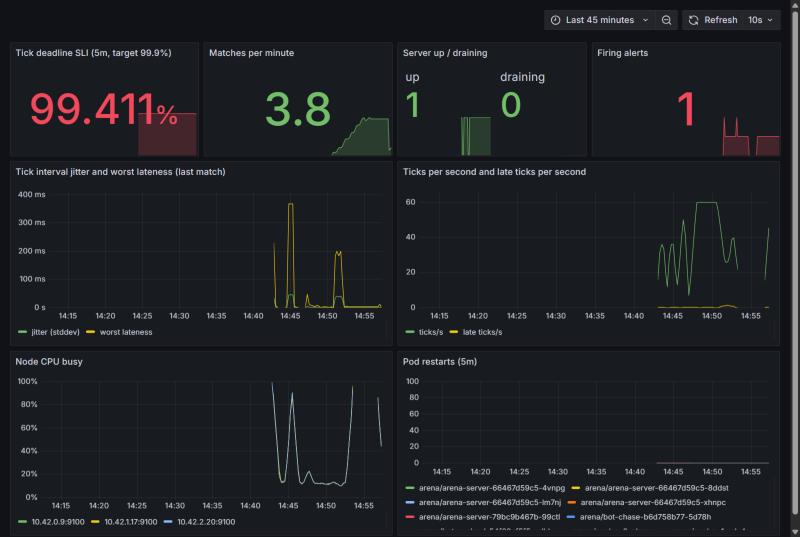 Last 45 minutes
Refresh 10s
Tick deadline SLI (5m, target 99.9%)
99.411%
Matches per minute
3.8
Server up / draining
up
1
draining
0
Firing alerts
1
Tick interval jitter and worst lateness (last match)
400 ms
300 ms
200 ms
100 ms
0 s
14:15 14:20 14:25 14:30 14:35 14:40 14:45 14:50 14:55
jitter (stddev) worst lateness
Ticks per second and late ticks per second
60
40
20
0
14:15 14:20 14:25 14:30 14:35 14:40 14:45 14:50 14:55
ticks/s late ticks/s
Node CPU busy
100%
80%
60%
40%
20%
0%
14:15 14:20 14:25 14:30 14:35 14:40 14:45 14:50 14:55
10.42.0.9:9100 10.42.1.17:9100 10.42.2.20:9100
Pod restarts (5m)
100
80
60
40
20
0
14:15 14:20 14:25 14:30 14:35 14:40 14:45 14:50 14:55
arena/arena-server-66467d59c5-4vnpg arena/arena-server-66467d59c5-8ddst
arena/arena-server-66467d59c5-lm7nj arena/arena-server-66467d59c5-xhnpc
arena/arena-server-79bc9b467b-99ctl arena/bot-chase-b6d758b77-5d78h